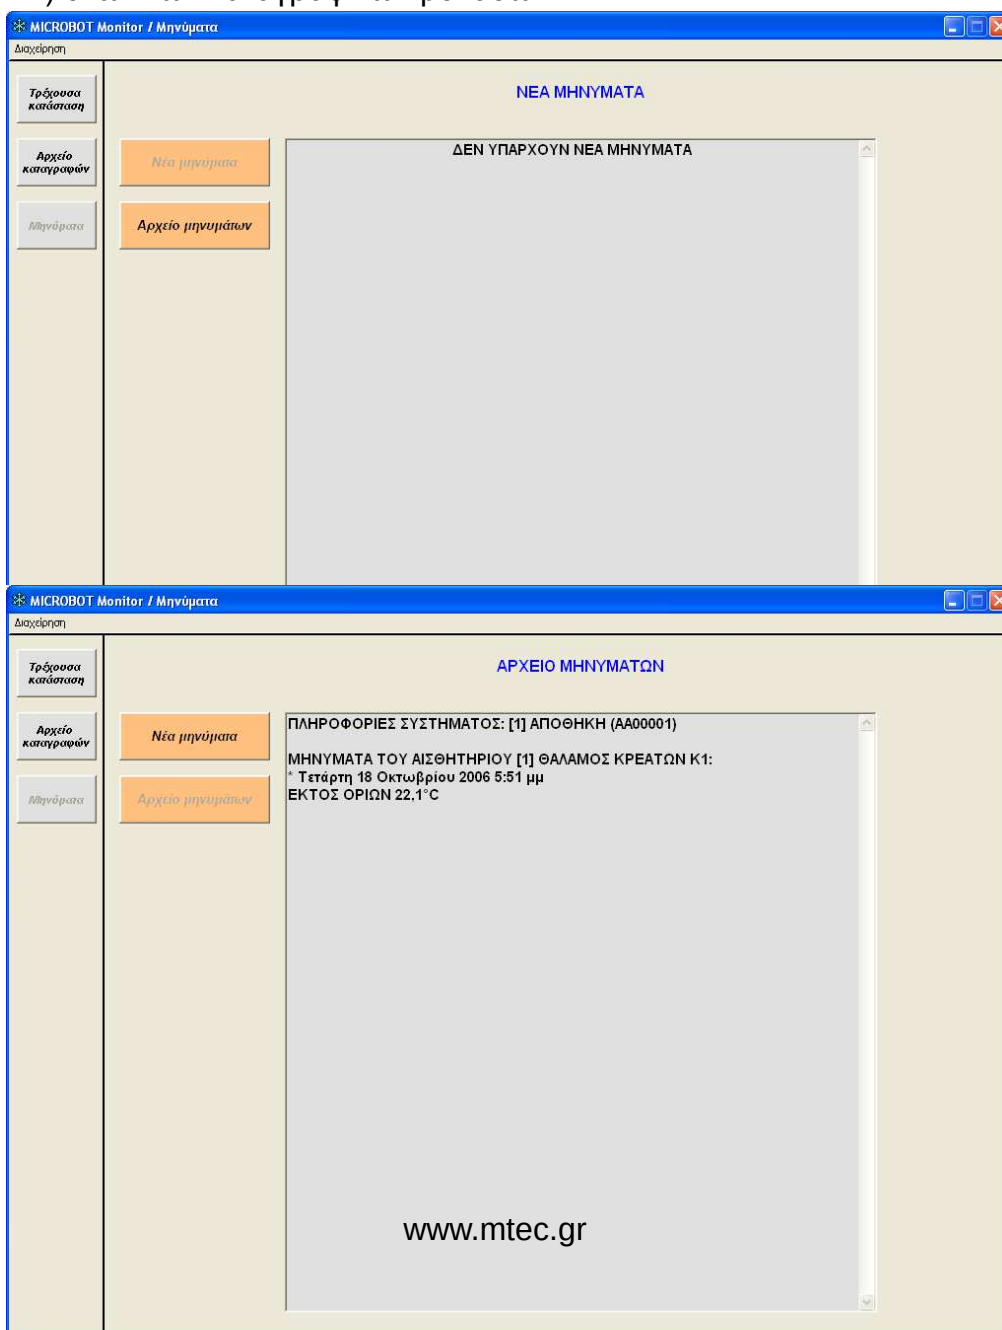 MICROBOT Monitor / Μηνύματα
Διαχείρηση
Τρέχουσα
κατάσταση
ΝΕΑ ΜΗΝΥΜΑΤΑ
Αρχείο
καταγραφών
Νέα μηνύματα
ΔΕΝ ΥΠΑΡΧΟΥΝ ΝΕΑ ΜΗΝΥΜΑΤΑ
Μηνύματα
Αρχείο μηνυμάτων
MICROBOT Monitor / Μηνύματα
Διαχείρηση
Τρέχουσα
κατάσταση
ΑΡΧΕΙΟ ΜΗΝΥΜΑΤΩΝ
Αρχείο
καταγραφών
Νέα μηνύματα
ΠΛΗΡΟΦΟΡΙΕΣ ΣΥΣΤΗΜΑΤΟΣ: [1] ΑΠΟΘΗΚΗ (AA00001)
ΜΗΝΥΜΑΤΑ ΤΟΥ ΑΙΣΘΗΤΗΡΙΟΥ [1] ΘΑΛΑΜΟΣ ΚΡΕΑΤΩΝ Κ1:
* Τετάρτη 18 Οκτωβρίου 2006 5:51 μμ
ΕΚΤΟΣ ΟΡΙΩΝ 22,1°C
Μηνύματα
Αρχείο μηνυμάτων
www.mtec.gr